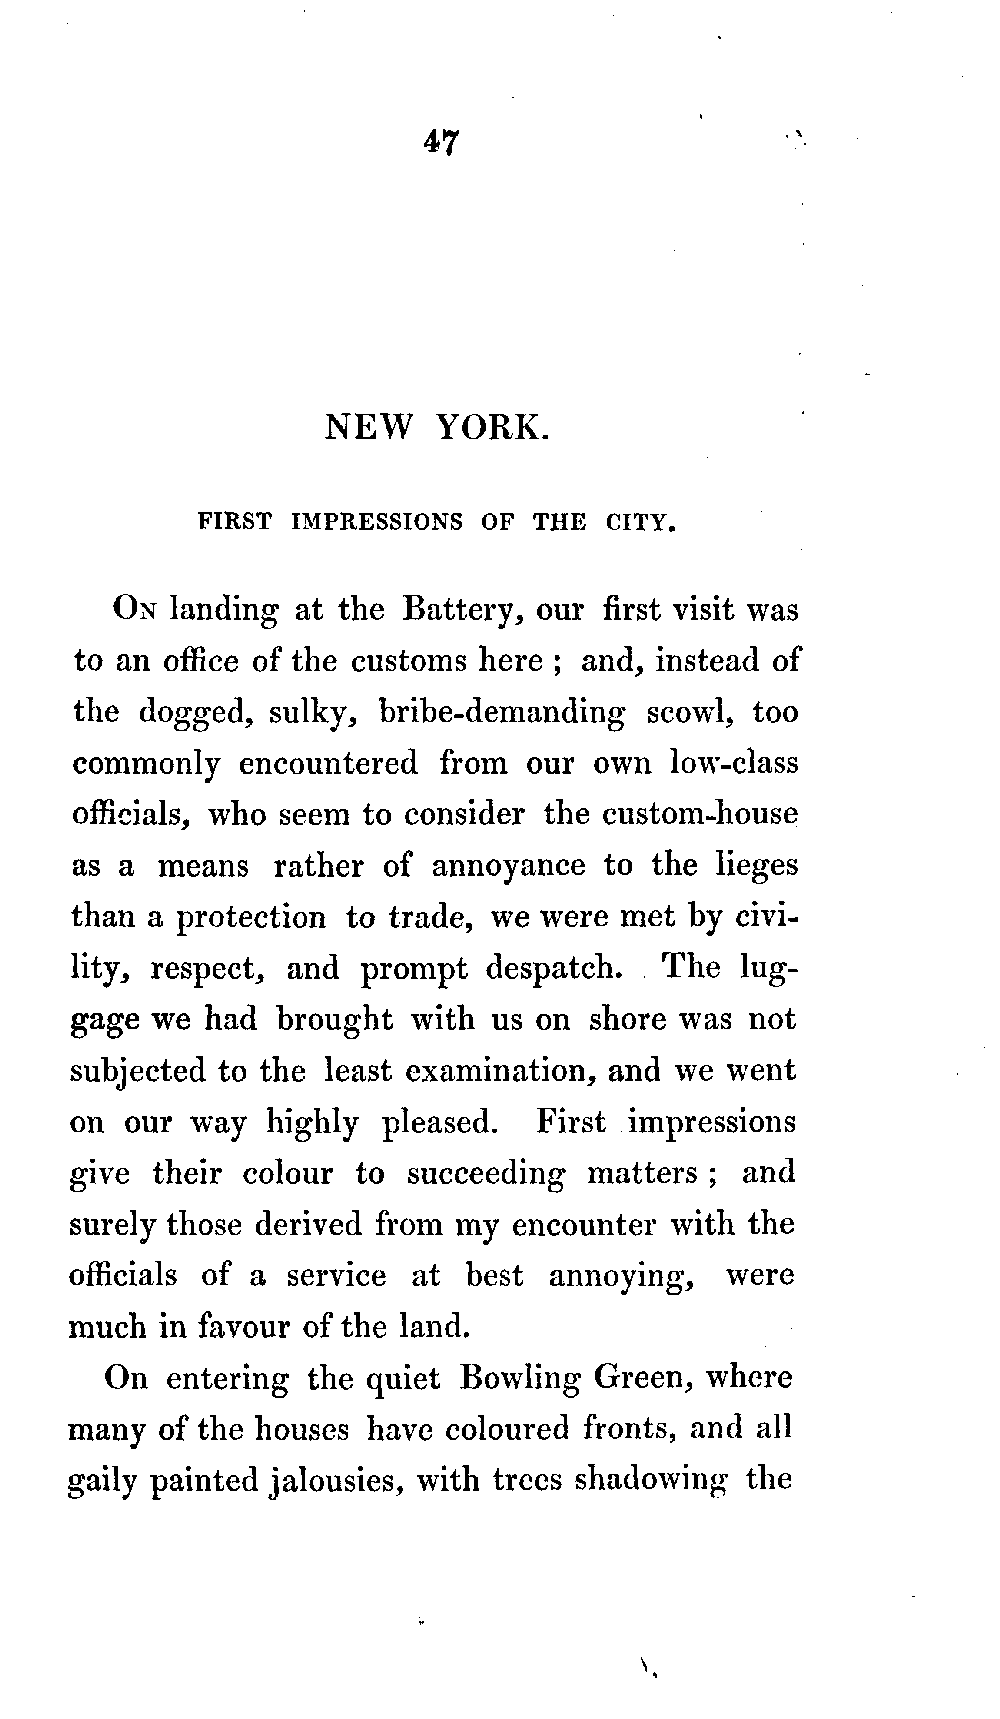 47
NEW YORK.
FIRST IMPRESSIONS OF THE CITY.
On landing at the Battery, our first visit was
to an office of the customs here ; and, instead of
the dogged, sulky, bribe-demanding scowl, too
commonly encountered from our own low-class
officials, who seem to consider the custom-house
as a means rather of annoyance to the lieges
than a protection to trade, we were met by civi-
lity, respect, and prompt despatch. The lug-
gage we had brought with us on shore was not
subjected to the least examination, and we went
on our way highly pleased. First impressions
give their colour to succeeding matters ; and
surely those derived from my encounter with the
officials of a service at best annoying, were
much in favour of the land.
On entering the quiet Bowling Green, where
many of the houses have coloured fronts, and all
gaily painted jalousies, with trees shadowing the